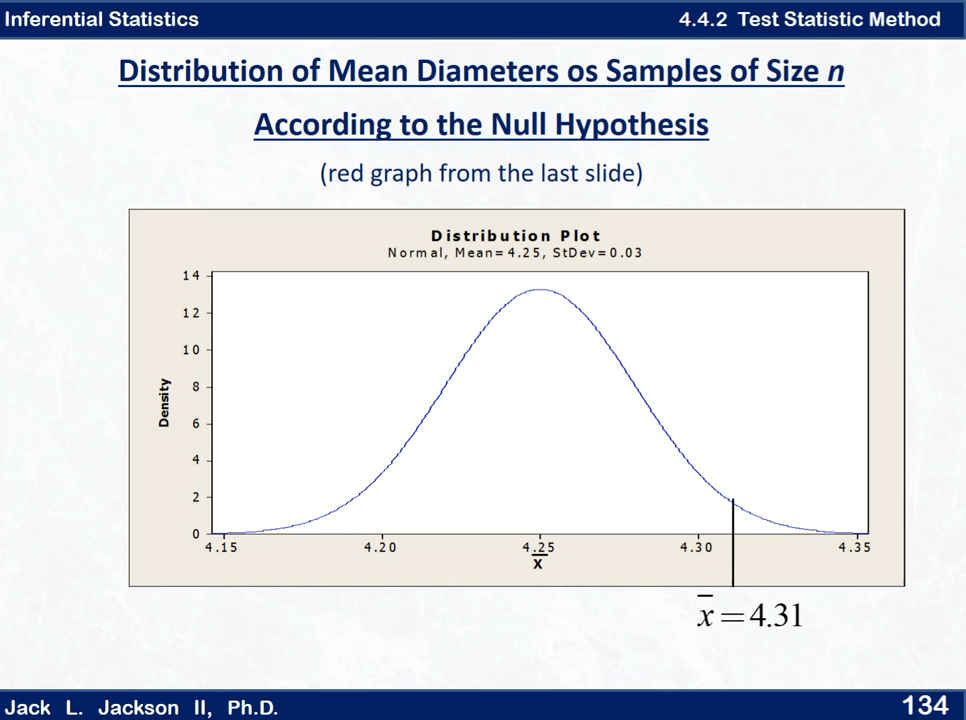 Inferential Statistics
4.4.2 Test Statistic Method
Distribution of Mean Diameters os Samples of Size n
According to the Null Hypothesis
(red graph from the last slide)
Distribution Plot
Normal, Mean=4.25, StDev=0.03
14
12
10
8
6
4
2
0
Density
4.15 4.20 4.25 4.30 4.35
x̅
x̅ = 4.31
Jack L. Jackson II, Ph.D.
134